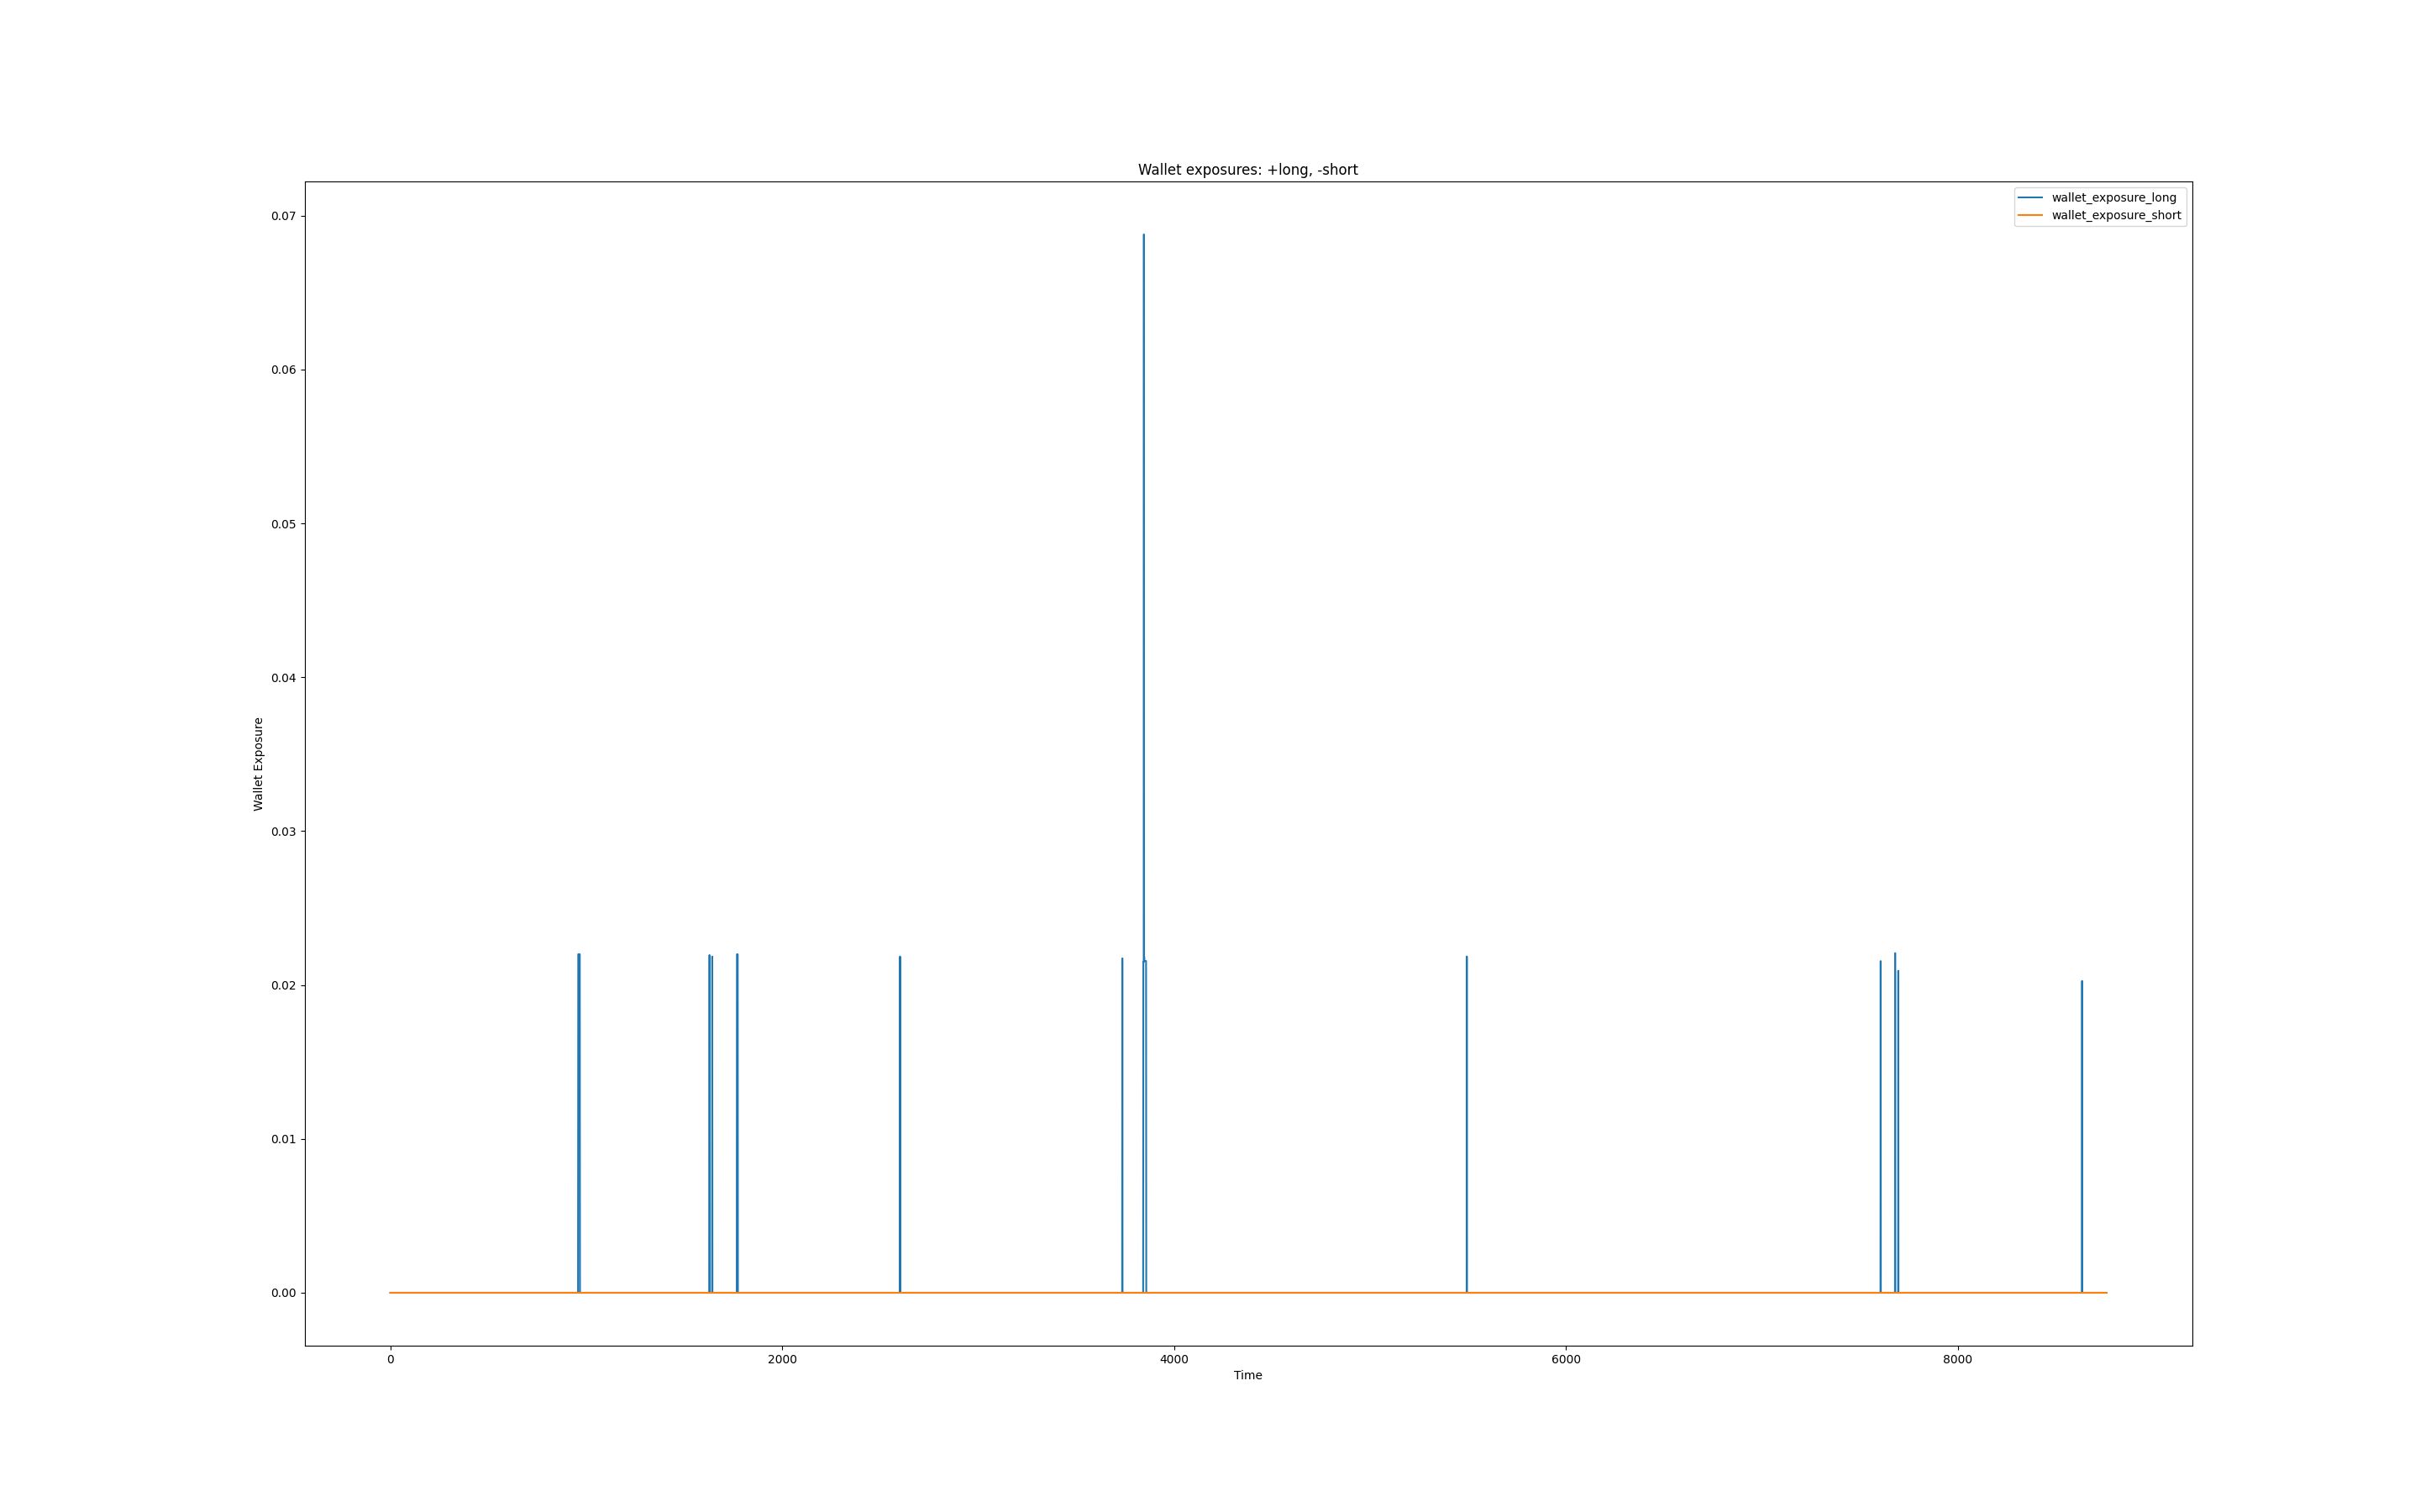 Wallet exposures: +long, -short
wallet_exposure_long
wallet_exposure_short
0.07
0.06
0.05
0.04
0.03
0.02
0.01
0.00
Wallet Exposure
0 2000 4000 6000 8000
Time